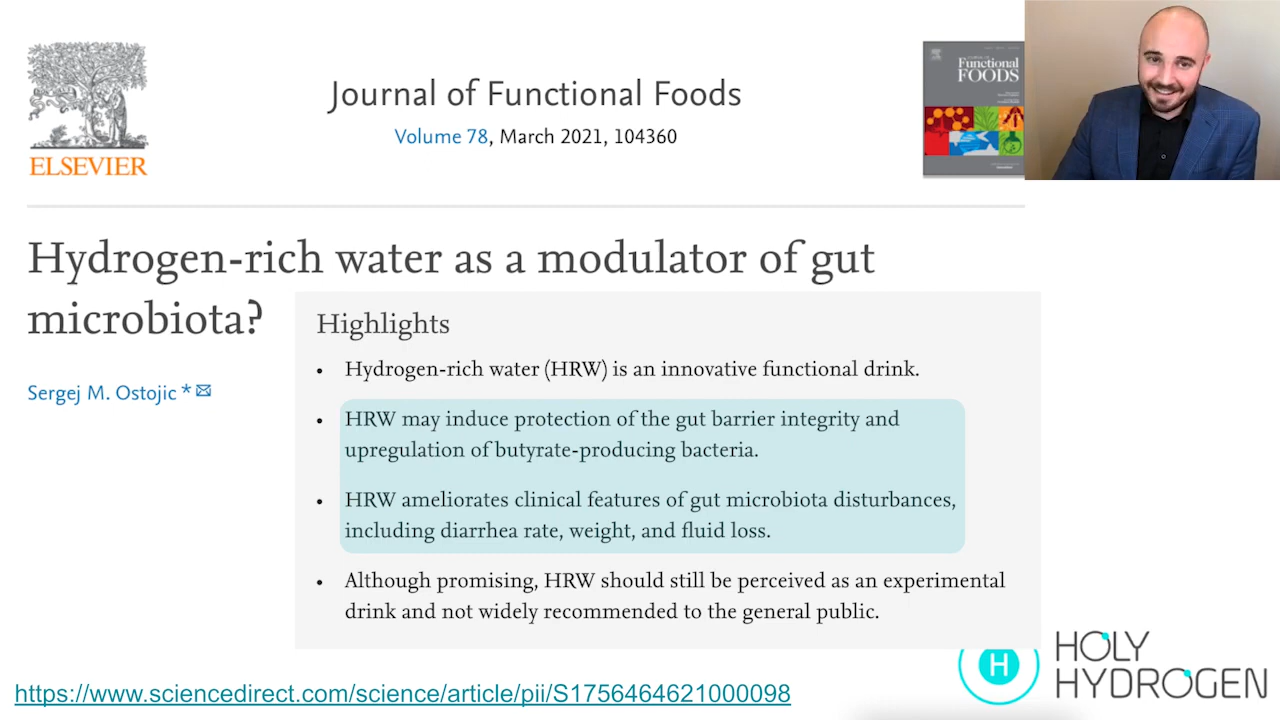 ELSEVIER
Journal of Functional Foods
Volume 78, March 2021, 104360
Functional
FOODS
Hydrogen-rich water as a modulator of gut
microbiota?
Sergej M. Ostojic *
Highlights
• Hydrogen-rich water (HRW) is an innovative functional drink.
• HRW may induce protection of the gut barrier integrity and
upregulation of butyrate-producing bacteria.
• HRW ameliorates clinical features of gut microbiota disturbances,
including diarrhea rate, weight, and fluid loss.
• Although promising, HRW should still be perceived as an experimental
drink and not widely recommended to the general public.
https://www.sciencedirect.com/science/article/pii/S1756464621000098
H
HOLY
HYDROGEN